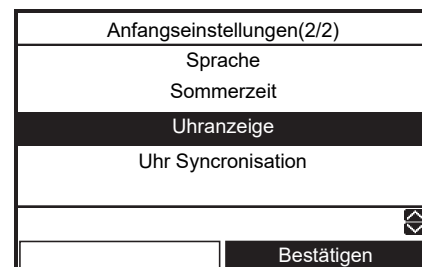 Anfangseinstellungen(2/2)
Sprache
Sommerzeit
Uhranzeige
Uhr Syncronisation
Bestätigen